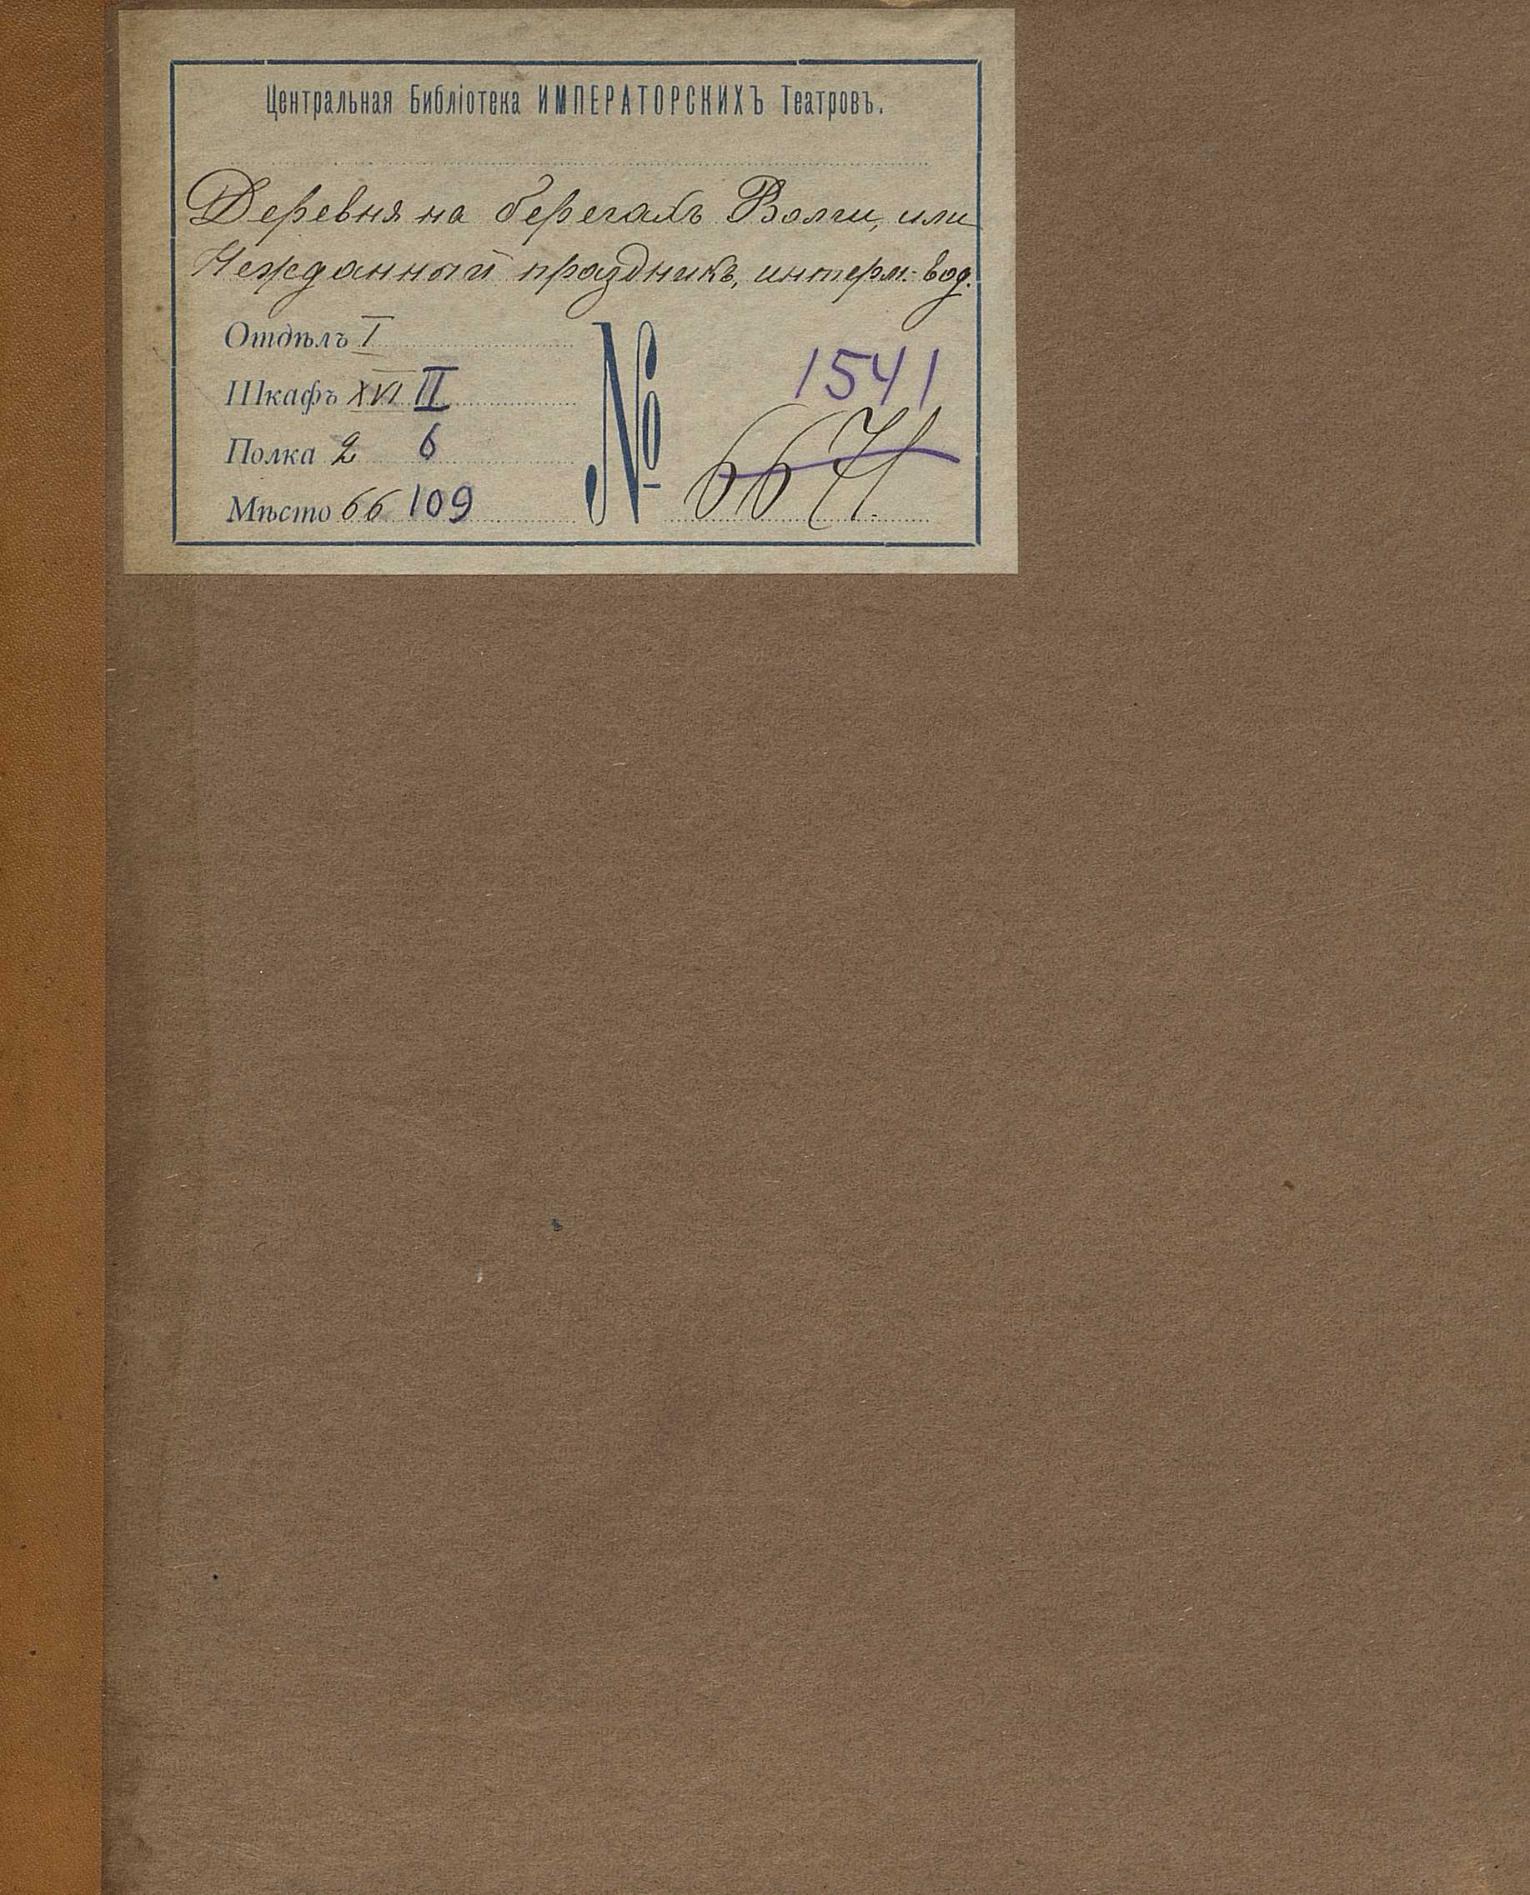 Центральная Библіотека ИМПЕРАТОРСКИХЪ Театровъ.
Деревня на берегахъ Волги, или
Нежданный праздникъ, интерм.-вод.
Отдѣлъ I
Шкафъ XVI II
Полка 2 6
Мѣсто 66 109
№ 1541
6671.